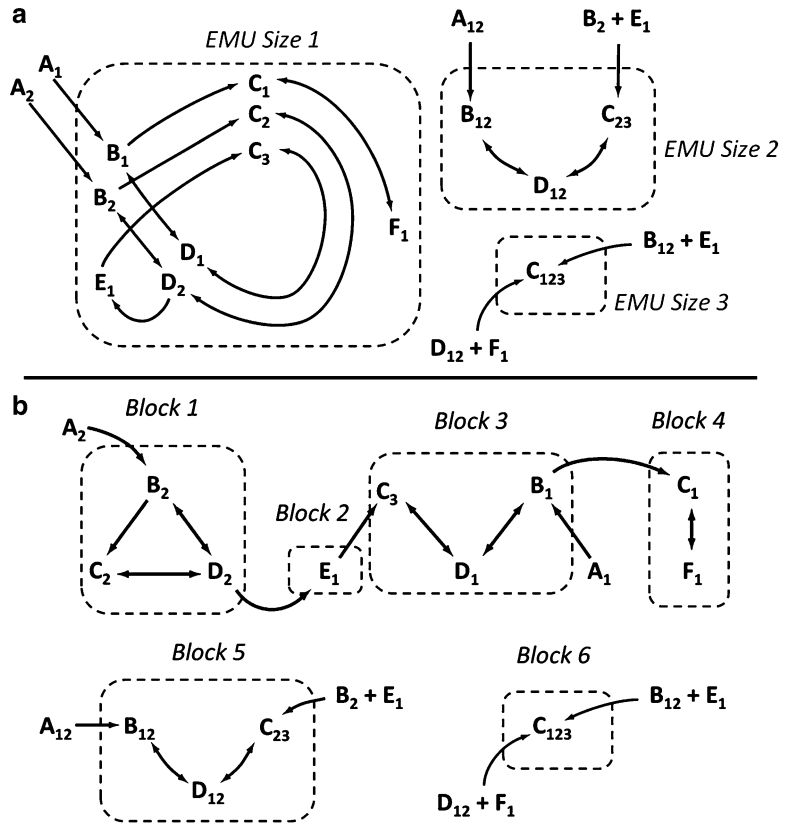 a
EMU Size 1
A₁
A₂
B₁
B₂
C₁
C₂
C₃
D₁
D₂
E₁
F₁
A₁₂
B₂ + E₁
B₁₂
C₂₃
D₁₂
EMU Size 2
B₁₂ + E₁
C₁₂₃
EMU Size 3
D₁₂ + F₁
b
Block 1
A₂
B₂
C₂
D₂
Block 2
E₁
Block 3
C₃
B₁
D₁
A₁
Block 4
C₁
F₁
Block 5
A₁₂
B₁₂
C₂₃
B₂ + E₁
D₁₂
Block 6
B₁₂ + E₁
C₁₂₃
D₁₂ + F₁